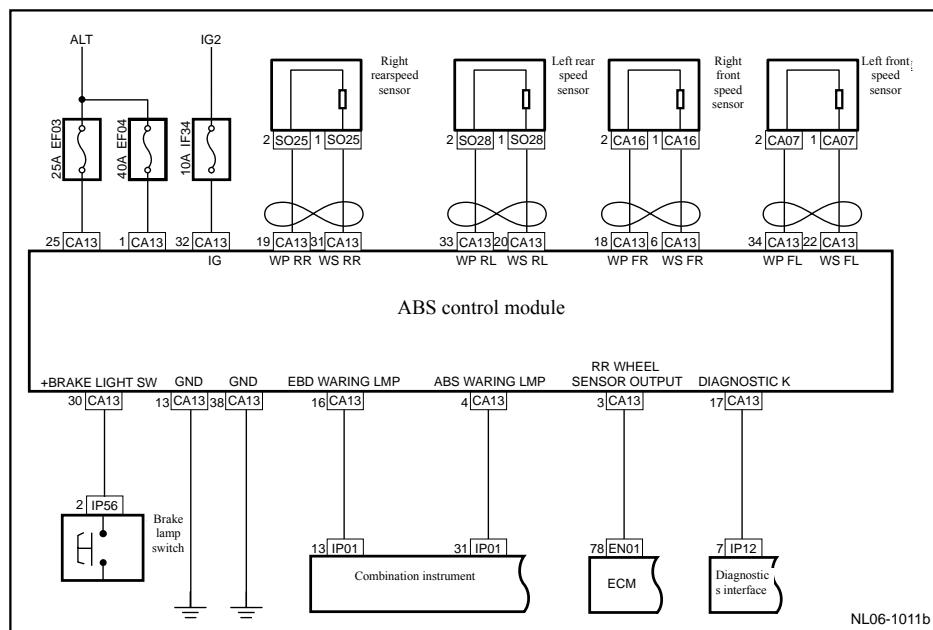 ALT
IG2
Right
rearspeed
sensor
Left rear
speed
sensor
Right
front
speed
sensor
Left front
speed
sensor
25A EF03
40A EF04
10A IF34
2 SO25 1 SO25
2 SO28 1 SO28
2 CA16 1 CA16
2 CA07 1 CA07
25 CA13
1 CA13
32 CA13
19 CA13 31 CA13
33 CA13 20 CA13
18 CA13 6 CA13
34 CA13 22 CA13
IG
WP RR WS RR
WP RL WS RL
WP FR WS FR
WP FL WS FL
ABS control module
+BRAKE LIGHT SW
GND
GND
EBD WARING LMP
ABS WARING LMP
RR WHEEL
SENSOR OUTPUT
DIAGNOSTIC K
30 CA13
13 CA13
38 CA13
16 CA13
4 CA13
3 CA13
17 CA13
2 IP56
Brake
lamp
switch
13 IP01
31 IP01
78 EN01
7 IP12
Combination instrument
ECM
Diagnostic
s interface
NL06-1011b